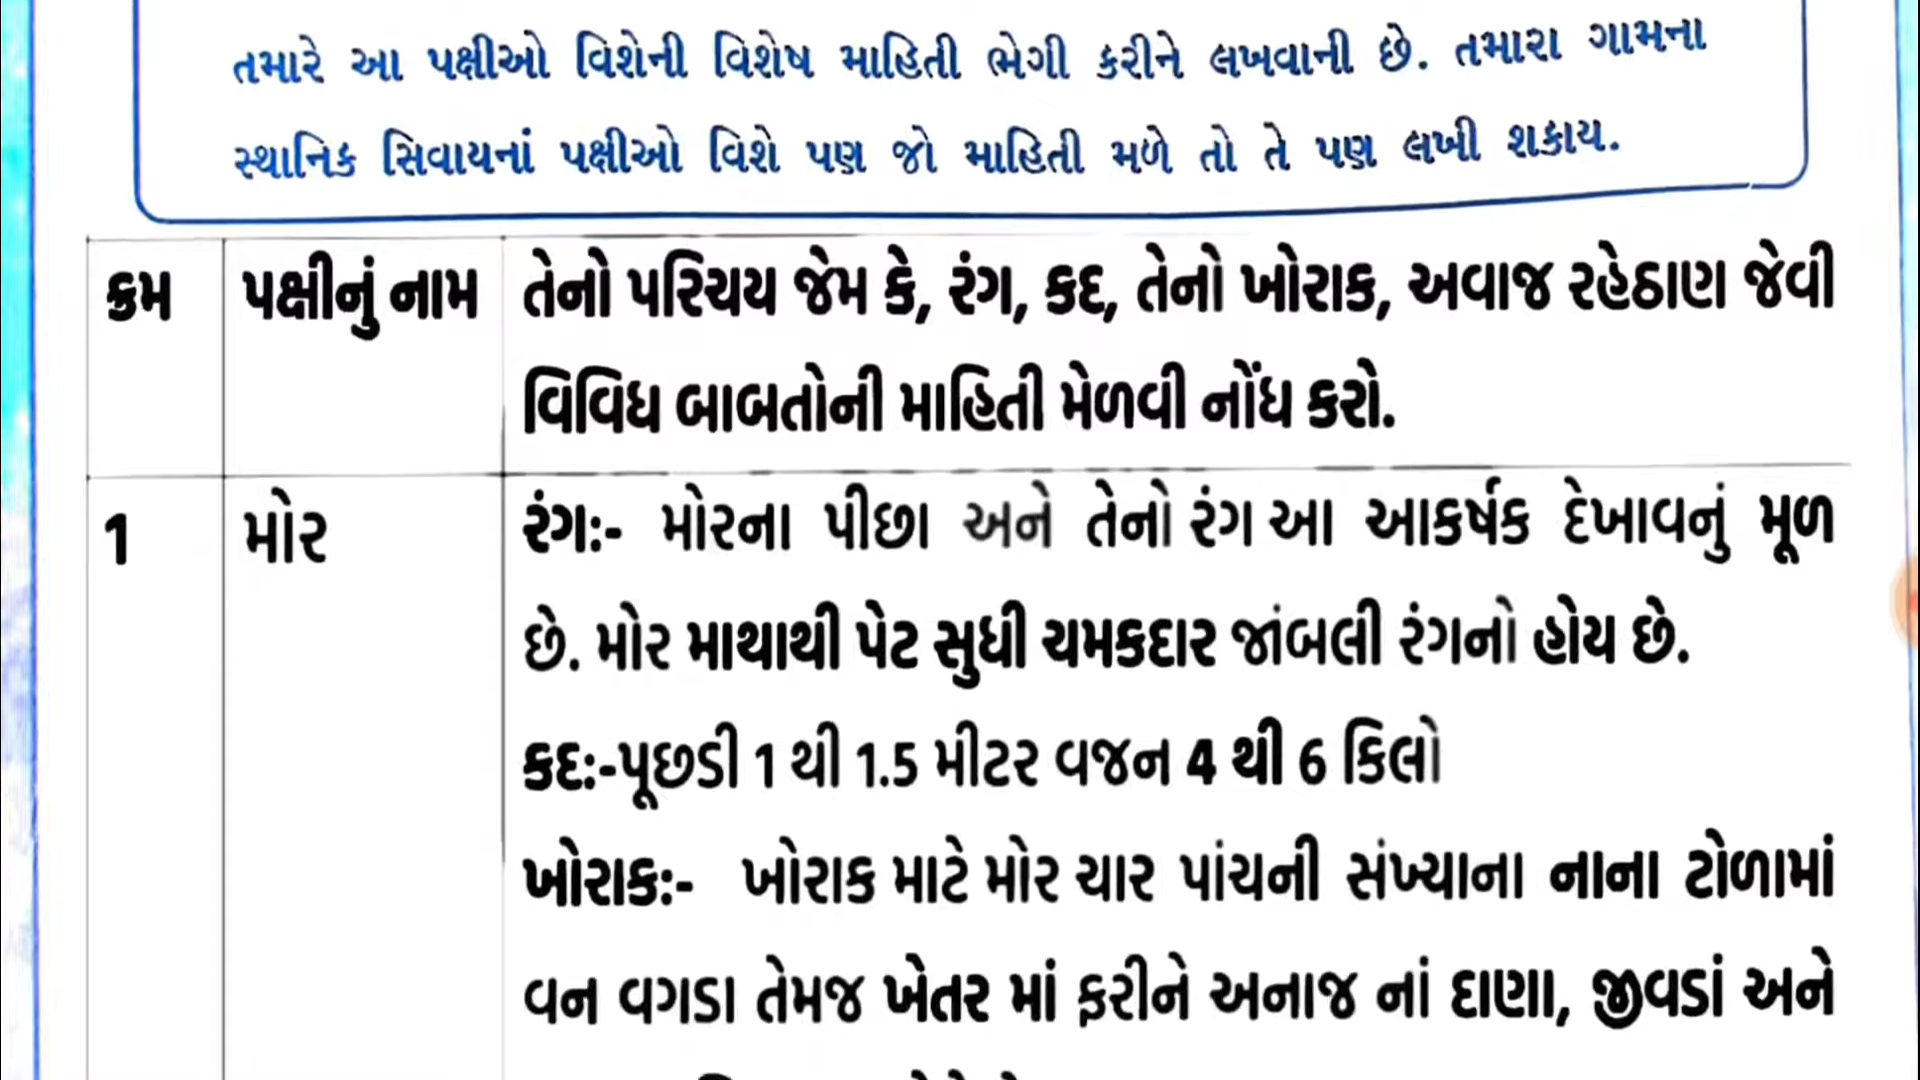 તમારે આ પક્ષીઓ વિશેની વિશેષ માહિતી ભેગી કરીને લખવાની છે. તમારા ગામના
સ્થાનિક સિવાયનાં પક્ષીઓ વિશે પણ જો માહિતી મળે તો તે પણ લખી શકાય.
ક્રમ પક્ષીનું નામ તેનો પરિચય જેમ કે, રંગ, કદ, તેનો ખોરાક, અવાજ રહેઠાણ જેવી
વિવિધ બાબતોની માહિતી મેળવી નોંધ કરો.
1 મોર રંગઃ- મોરના પીછા અને તેનો રંગ આ આકર્ષક દેખાવનું મૂળ
છે. મોર માથાથી પેટ સુધી ચમકદાર જાંબલી રંગનો હોય છે.
કદઃ-પૂછડી 1 થી 1.5 મીટર વજન 4 થી 6 કિલો
ખોરાકઃ- ખોરાક માટે મોર ચાર પાંચની સંખ્યાના નાના ટોળામાં
વન વગડા તેમજ ખેતર માં ફરીને અનાજ નાં દાણા, જીવડાં અને